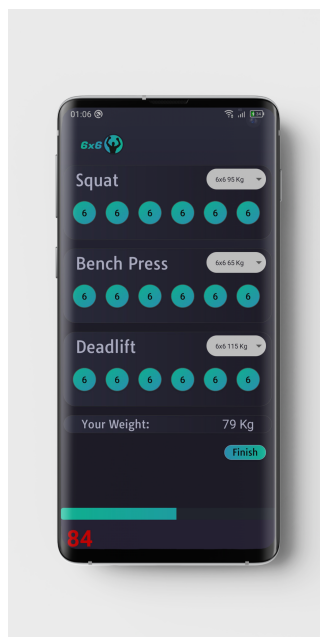 01:06
6x6
Squat 6x6 95 Kg
6 6 6 6 6 6
Bench Press 6x6 65 Kg
6 6 6 6 6 6
Deadlift 6x6 115 Kg
6 6 6 6 6 6
Your Weight: 79 Kg
Finish
84